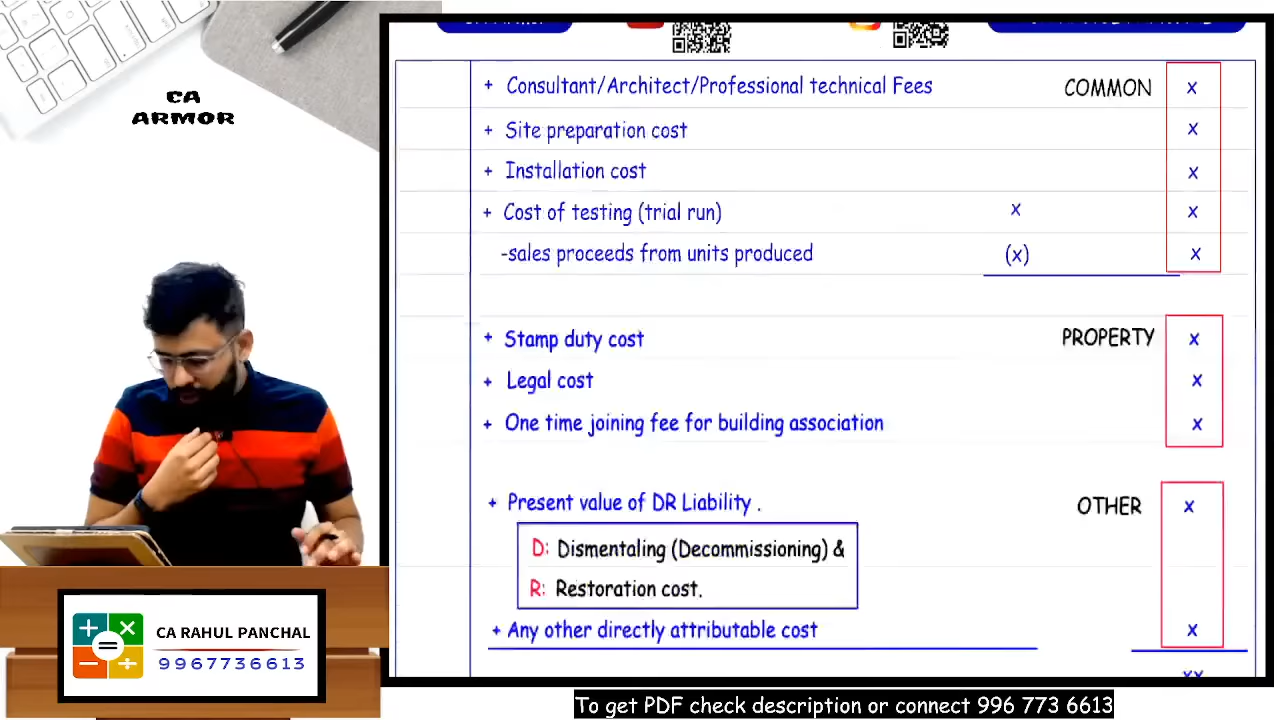 CA
ARMOR
+ Consultant/Architect/Professional technical Fees COMMON x
+ Site preparation cost x
+ Installation cost x
+ Cost of testing (trial run) x x
-sales proceeds from units produced (x) x
+ Stamp duty cost PROPERTY x
+ Legal cost x
+ One time joining fee for building association x
+ Present value of DR Liability . OTHER x
D: Dismentaling (Decommissioning) &
R: Restoration cost.
+ Any other directly attributable cost x
+ x = - ÷
CA RAHUL PANCHAL
9967736613
To get PDF check description or connect 996 773 6613